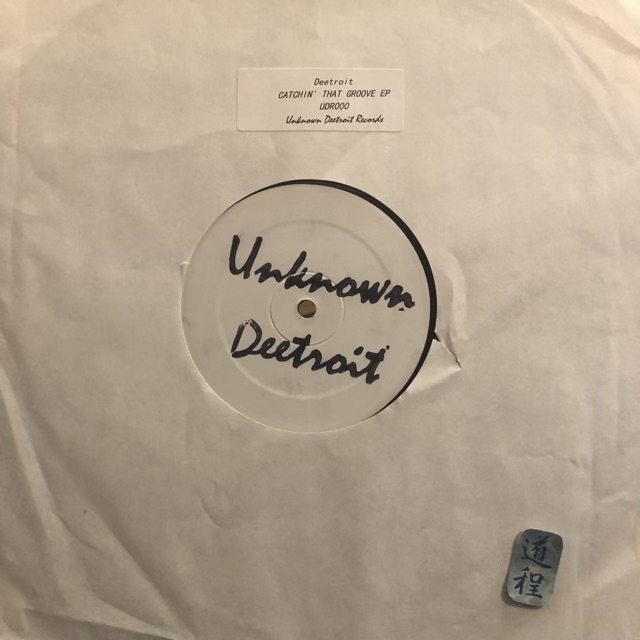 Deetroit
CATCHIN' THAT GROOVE EP
UDR000
Unknown Deetroit Records
Unknown
Deetroit
道程